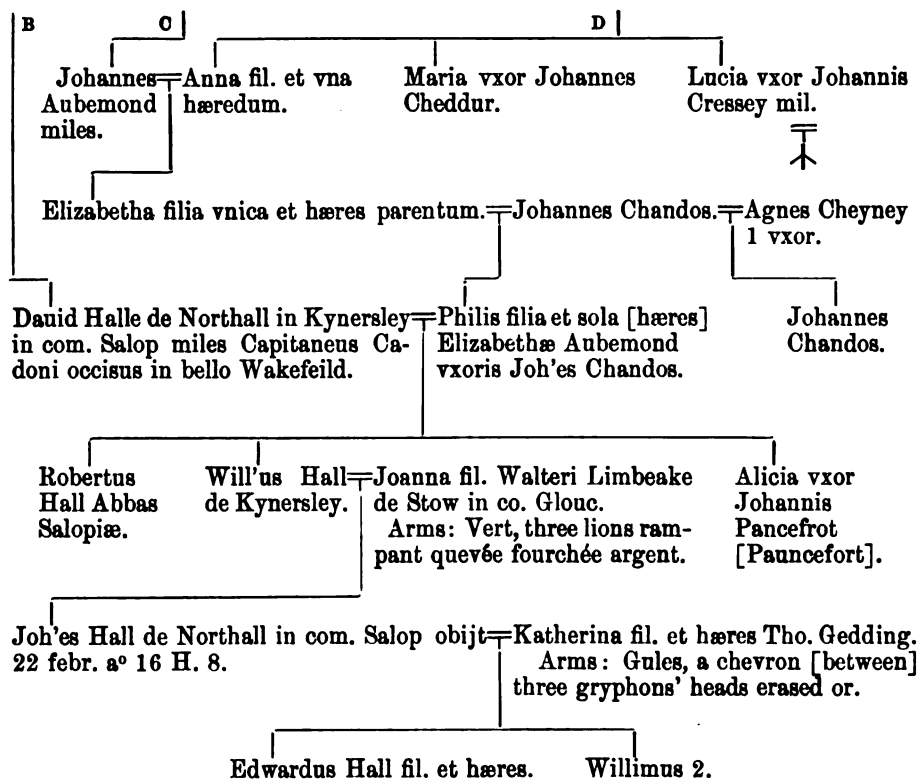 B C D
Johannes Anna fil. et vna Maria vxor Johannes Lucia vxor Johannis
Aubemond hæredum. Cheddur. Cressey mil.
miles.
Elizabetha filia vnica et hæres parentum. Johannes Chandos. Agnes Cheyney
1 vxor.
Dauid Halle de Northall in Kynersley Philis filia et sola [hæres] Johannes
in com. Salop miles Capitaneus Ca- Elizabethæ Aubemond Chandos.
doni occisus in bello Wakefeild. vxoris Joh'es Chandos.
Robertus Will'us Hall Joanna fil. Walteri Limbeake Alicia vxor
Hall Abbas de Kynersley. de Stow in co. Glouc. Johannis
Salopiæ. Arms: Vert, three lions ram- Pancefrot
pant quevée fourchée argent. [Pauncefort].
Joh'es Hall de Northall in com. Salop obijt Katherina fil. et hæres Tho. Gedding.
22 febr. aº 16 H. 8. Arms: Gules, a chevron [between]
three gryphons' heads erased or.
Edwardus Hall fil. et hæres. Willimus 2.